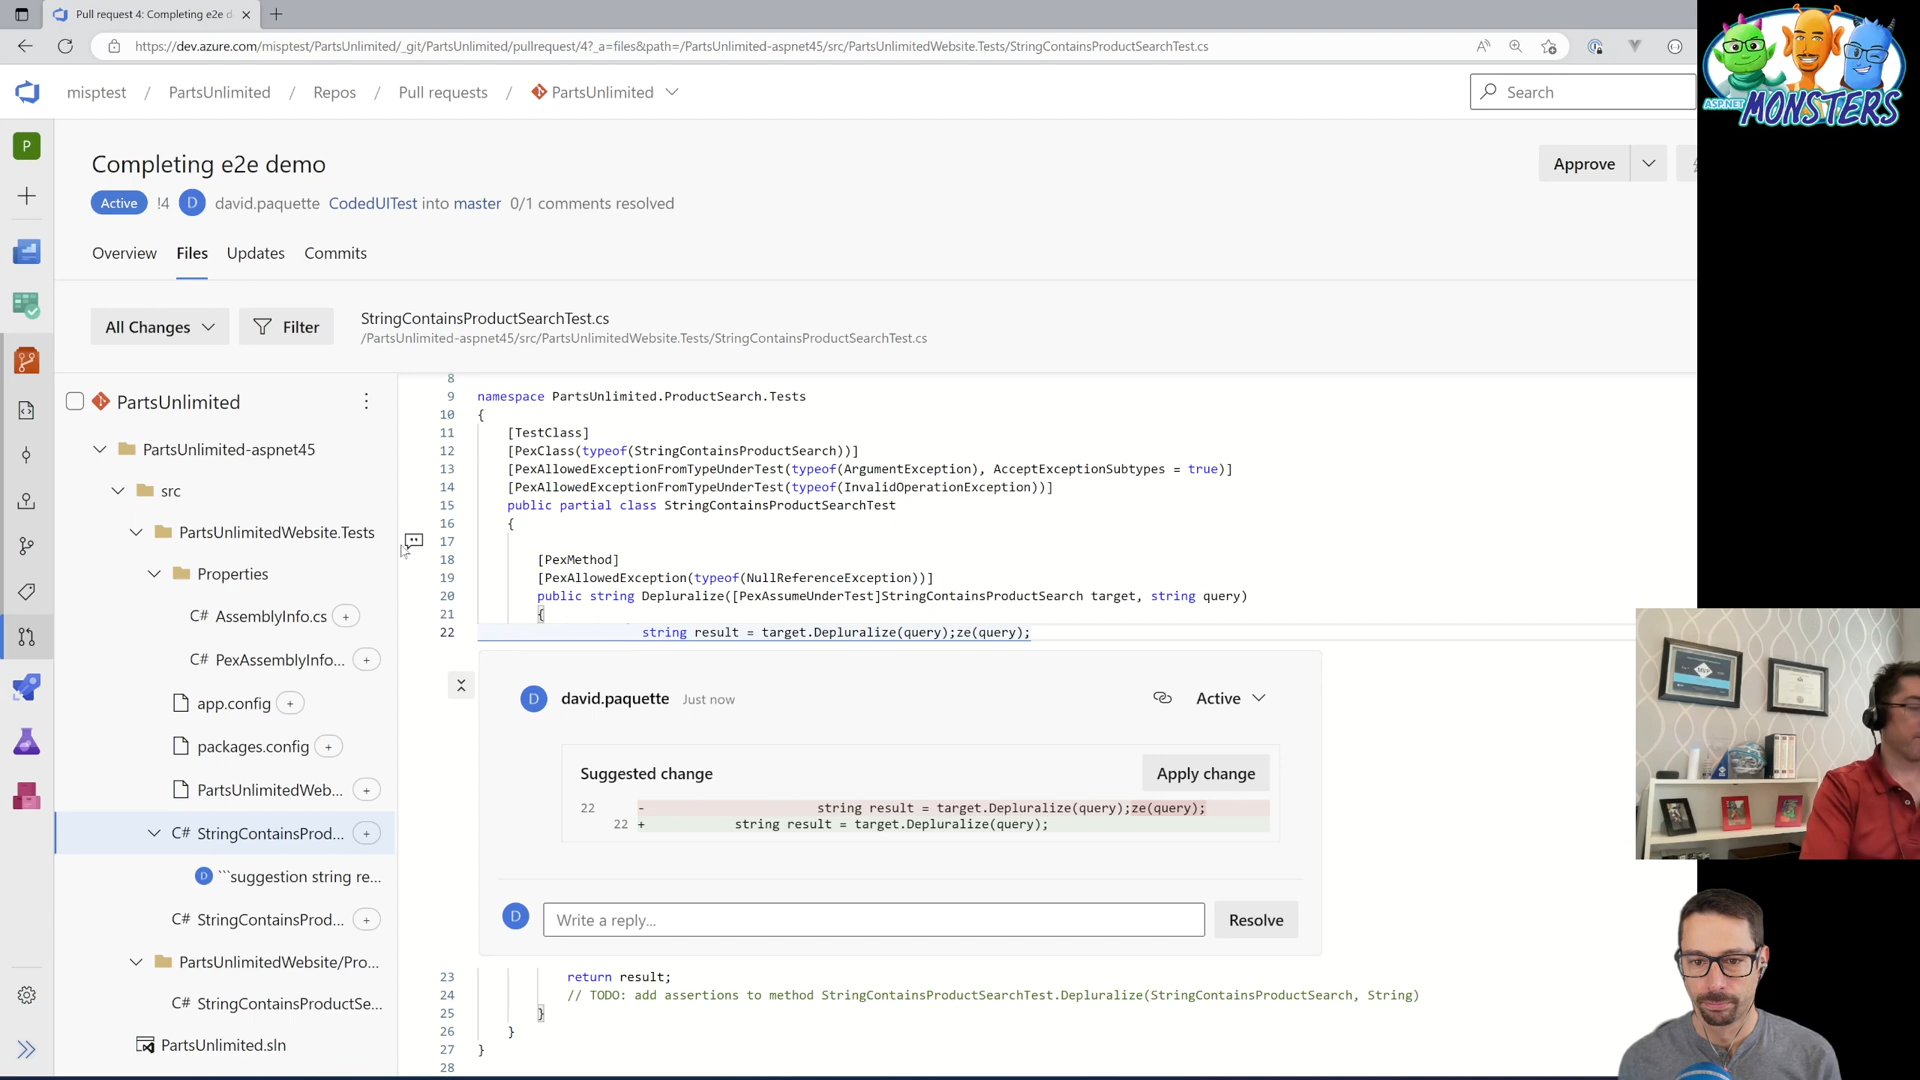 Pull request 4: Completing e2e d
https://dev.azure.com/misptest/PartsUnlimited/_git/PartsUnlimited/pullrequest/4?_a=files&path=/PartsUnlimited-aspnet45/src/PartsUnlimitedWebsite.Tests/StringContainsProductSearchTest.cs
misptest / PartsUnlimited / Repos / Pull requests / PartsUnlimited
Search
ASP.NET MONSTERS
P
Completing e2e demo
Approve
Active !4 D david.paquette CodedUITest into master 0/1 comments resolved
Overview Files Updates Commits
All Changes
Filter
StringContainsProductSearchTest.cs
/PartsUnlimited-aspnet45/src/PartsUnlimitedWebsite.Tests/StringContainsProductSearchTest.cs
PartsUnlimited
PartsUnlimited-aspnet45
src
PartsUnlimitedWebsite.Tests
Properties
C# AssemblyInfo.cs +
C# PexAssemblyInfo... +
app.config +
packages.config +
PartsUnlimitedWeb... +
C# StringContainsProd... +
D ```suggestion string re...
C# StringContainsProd... +
PartsUnlimitedWebsite/Pro...
C# StringContainsProductSe...
PartsUnlimited.sln
8
9 namespace PartsUnlimited.ProductSearch.Tests
10 {
11 [TestClass]
12 [PexClass(typeof(StringContainsProductSearch))]
13 [PexAllowedExceptionFromTypeUnderTest(typeof(ArgumentException), AcceptExceptionSubtypes = true)]
14 [PexAllowedExceptionFromTypeUnderTest(typeof(InvalidOperationException))]
15 public partial class StringContainsProductSearchTest
16 {
17
18 [PexMethod]
19 [PexAllowedException(typeof(NullReferenceException))]
20 public string Depluralize([PexAssumeUnderTest]StringContainsProductSearch target, string query)
21 {
22 string result = target.Depluralize(query);ze(query);
D david.paquette Just now Active
Suggested change
Apply change
22 - string result = target.Depluralize(query);ze(query);
22 + string result = target.Depluralize(query);
D Write a reply... Resolve
23 return result;
24 // TODO: add assertions to method StringContainsProductSearchTest.Depluralize(StringContainsProductSearch, String)
25 }
26 }
27 }
28